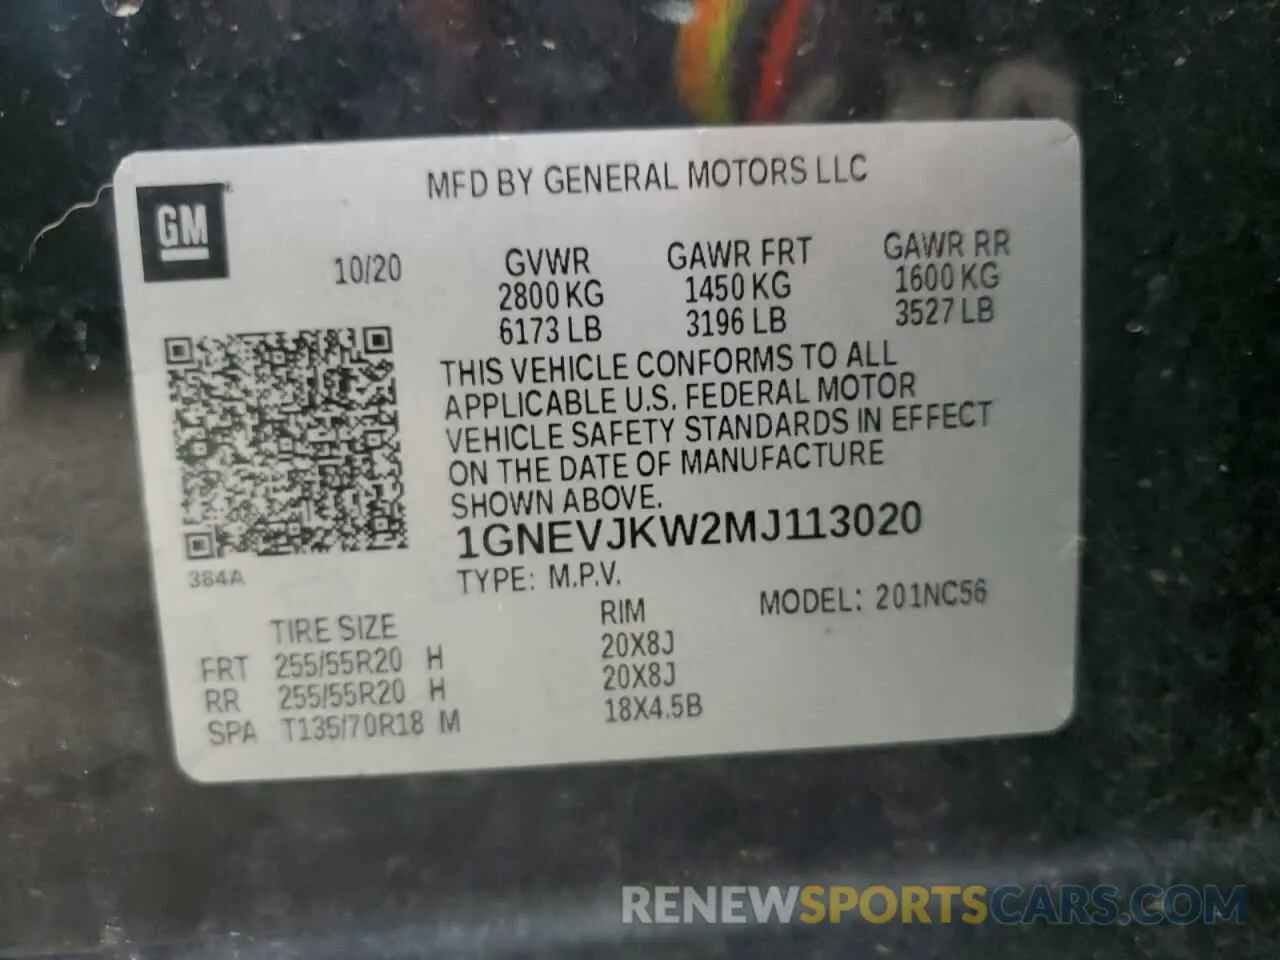 MFD BY GENERAL MOTORS LLC
GM
10/20
GVWR GAWR FRT GAWR RR
2800 KG 1450 KG 1600 KG
6173 LB 3196 LB 3527 LB
THIS VEHICLE CONFORMS TO ALL
APPLICABLE U.S. FEDERAL MOTOR
VEHICLE SAFETY STANDARDS IN EFFECT
ON THE DATE OF MANUFACTURE
SHOWN ABOVE.
1GNEVJKW2MJ113020
384A
TYPE: M.P.V.
MODEL: 201NC56
TIRE SIZE RIM
FRT 255/55R20 H 20X8J
RR 255/55R20 H 20X8J
SPA T135/70R18 M 18X4.5B
RENEWSPORTSCARS.COM